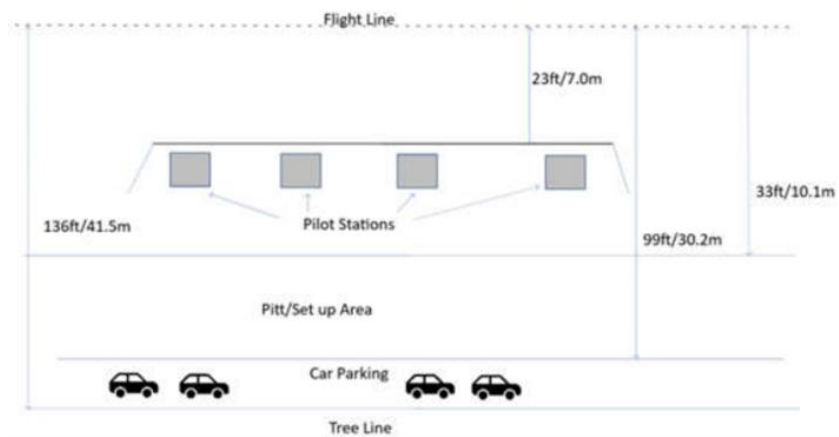 Flight Line
23ft/7.0m
33ft/10.1m
Pilot Stations
136ft/41.5m
99ft/30.2m
Pitt/Set up Area
Car Parking
Tree Line